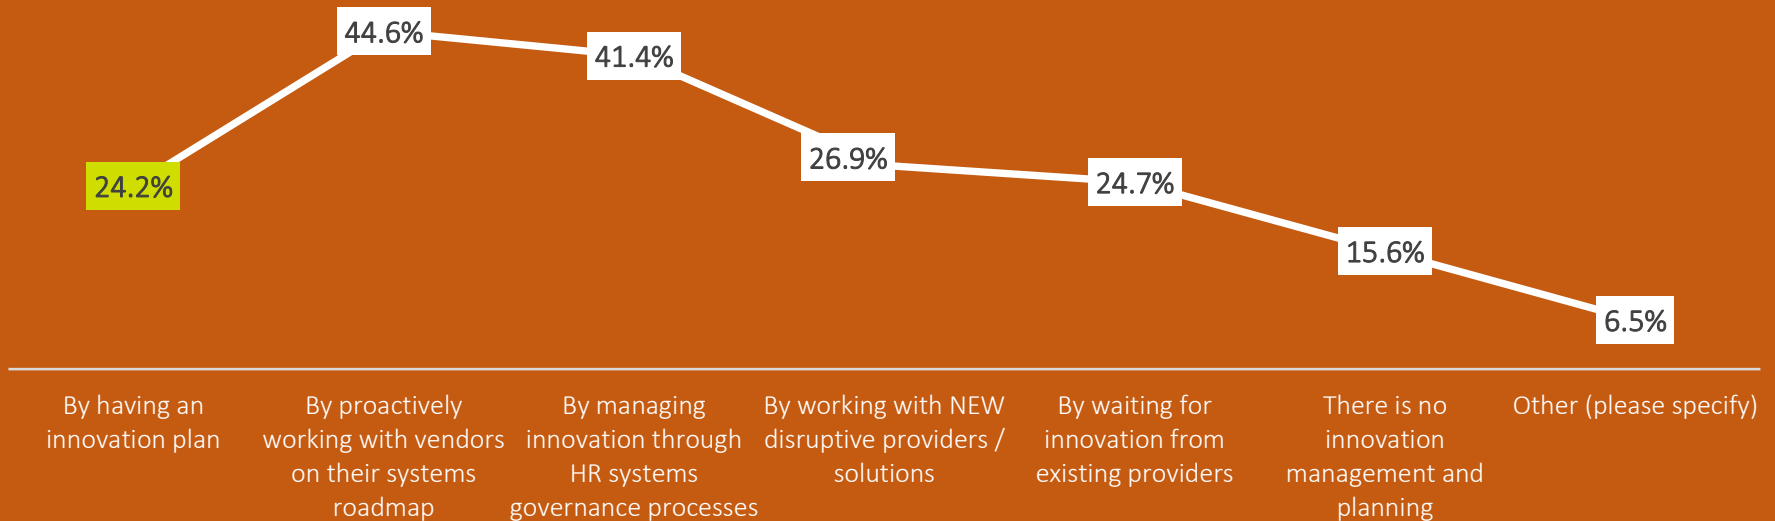 44.6%
41.4%
26.9%
24.2%
24.7%
15.6%
6.5%
By having an
innovation plan
By proactively
working with vendors
on their systems
roadmap
By managing
innovation through
HR systems
governance processes
By working with NEW
disruptive providers /
solutions
By waiting for
innovation from
existing providers
There is no
innovation
management and
planning
Other (please specify)